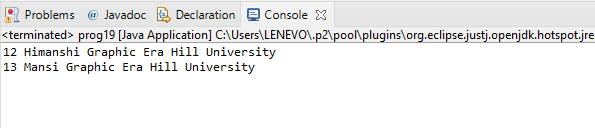 Problems @ Javadoc Declaration Console
<terminated> prog19 [Java Application] C:\Users\LENEVO\.p2\pool\plugins\org.eclipse.justj.openjdk.hotspot.jre
12 Himanshi Graphic Era Hill University
13 Mansi Graphic Era Hill University